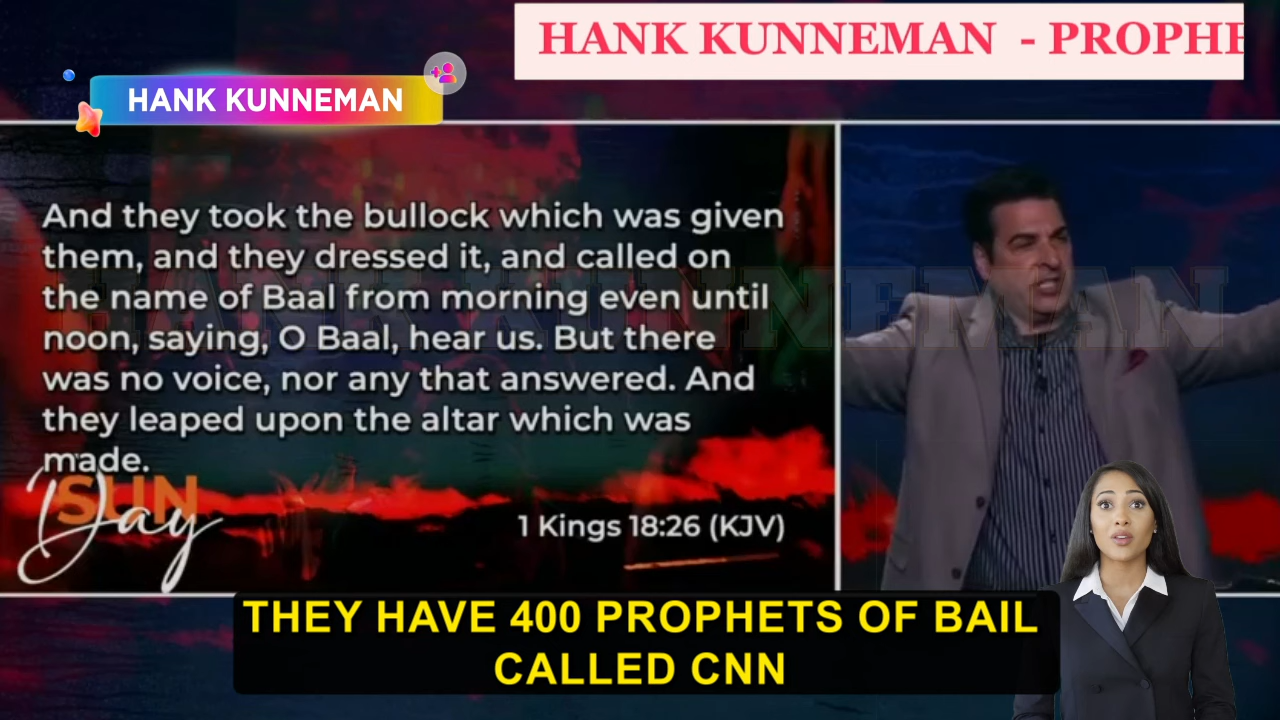 HANK KUNNEMAN - PROPHE
HANK KUNNEMAN
And they took the bullock which was given
them, and they dressed it, and called on
the name of Baal from morning even until
noon, saying, O Baal, hear us. But there
was no voice, nor any that answered. And
they leaped upon the altar which was
made.
1 Kings 18:26 (KJV)
SUN
Day
HANK KUNNEMAN
THEY HAVE 400 PROPHETS OF BAIL
CALLED CNN